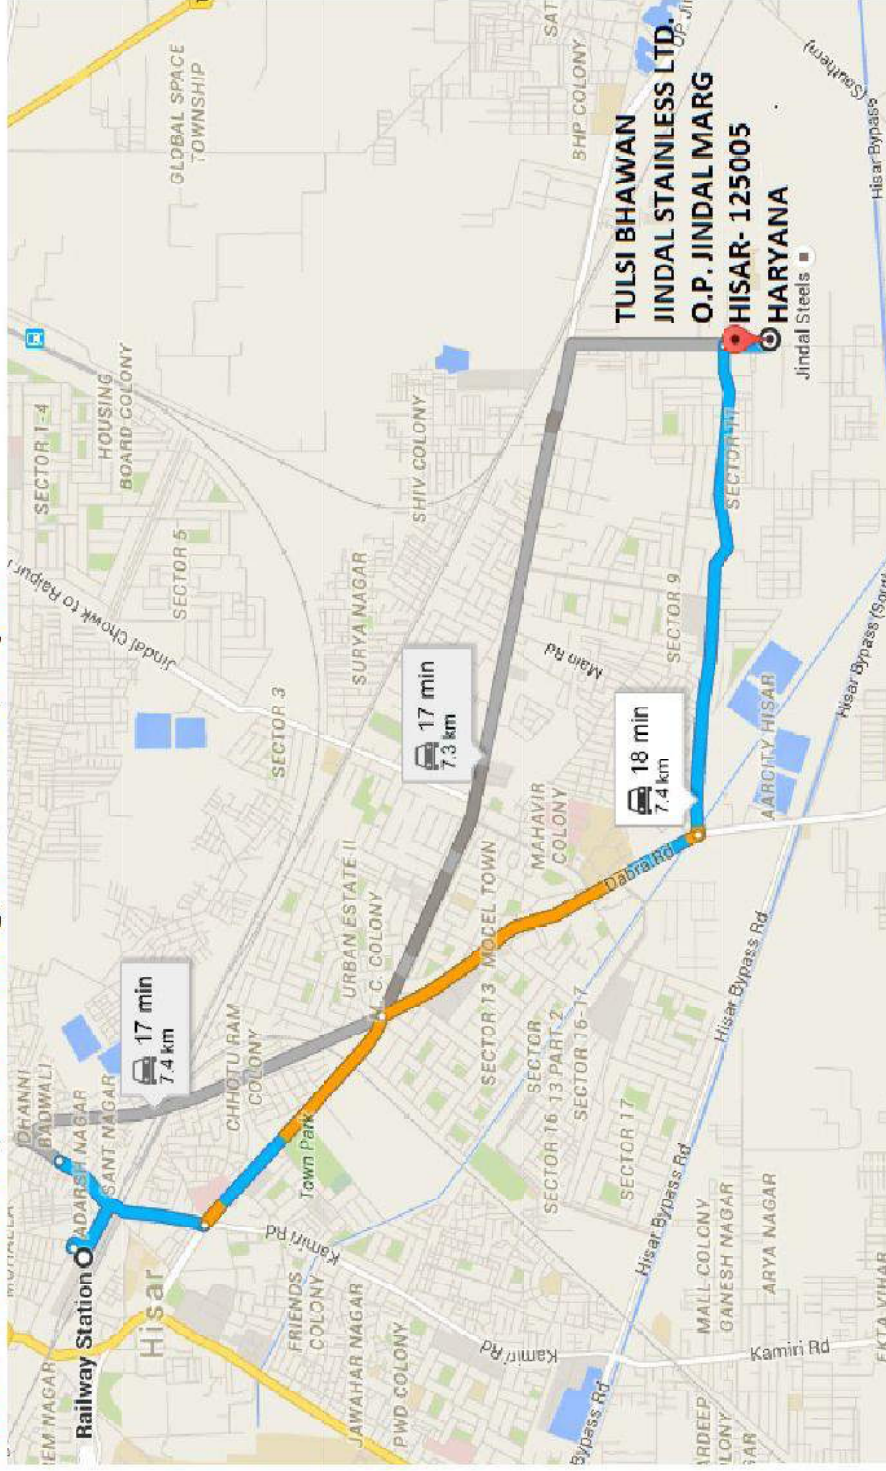 GLOBAL SPACE
TOWNSHIP
BHP COLONY
TULSI BHAWAN
JINDAL STAINLESS LTD.
O.P. JINDAL MARG
HISAR- 125005
HARYANA
Jindal Steels
(Southern)
Hisar Bypass
SECTOR 1-4
HOUSING
BOARD COLONY
SECTOR 5
Jindal Chowk to Raipur
SHIV COLONY
SURYA NAGAR
SECTOR 3
Main Rd
SECTOR 9
17 min
7.3 km
18 min
7.4 km
AARCITY HISAR
MAHAVIR
COLONY
Dabra Rd
URBAN ESTATE II
C. COLONY
SECTOR 13
Hisar Bypass Rd
17 min
7.4 km
CHHOTU RAM
COLONY
DHANNI
BADWALI
ADARSH NAGAR
SANT NAGAR
Town Park
SECTOR
13 PART 2
SECTOR 16
SECTOR 16-17
SECTOR 17
Hisar Bypass Rd
Railway Station
Hisar
Kamiri Rd
FRIENDS
COLONY
JAWAHAR NAGAR
PWD COLONY
Kamiri Rd
MALL COLONY
GANESH NAGAR
ARYA NAGAR
Kamiri Rd
Bypass Rd